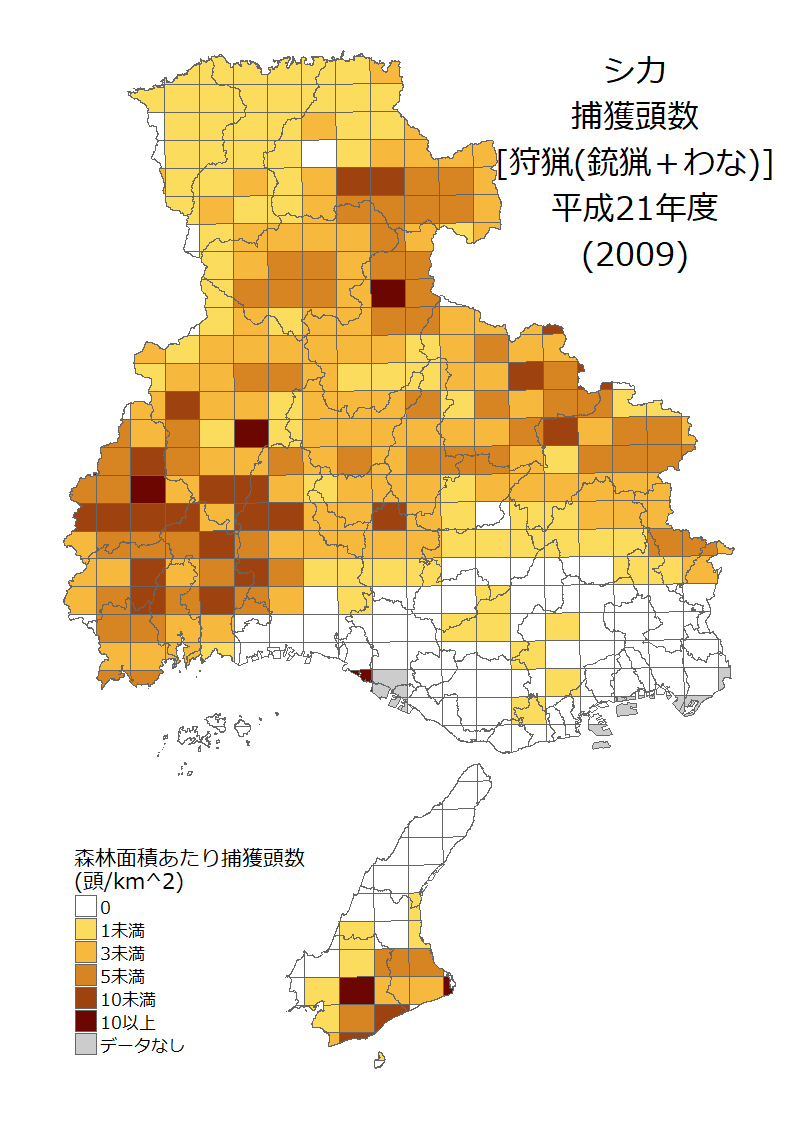 シカ
捕獲頭数
[狩猟(銃猟＋わな)]
平成21年度
(2009)
森林面積あたり捕獲頭数
(頭/km^2)
0
1未満
3未満
5未満
10未満
10以上
データなし